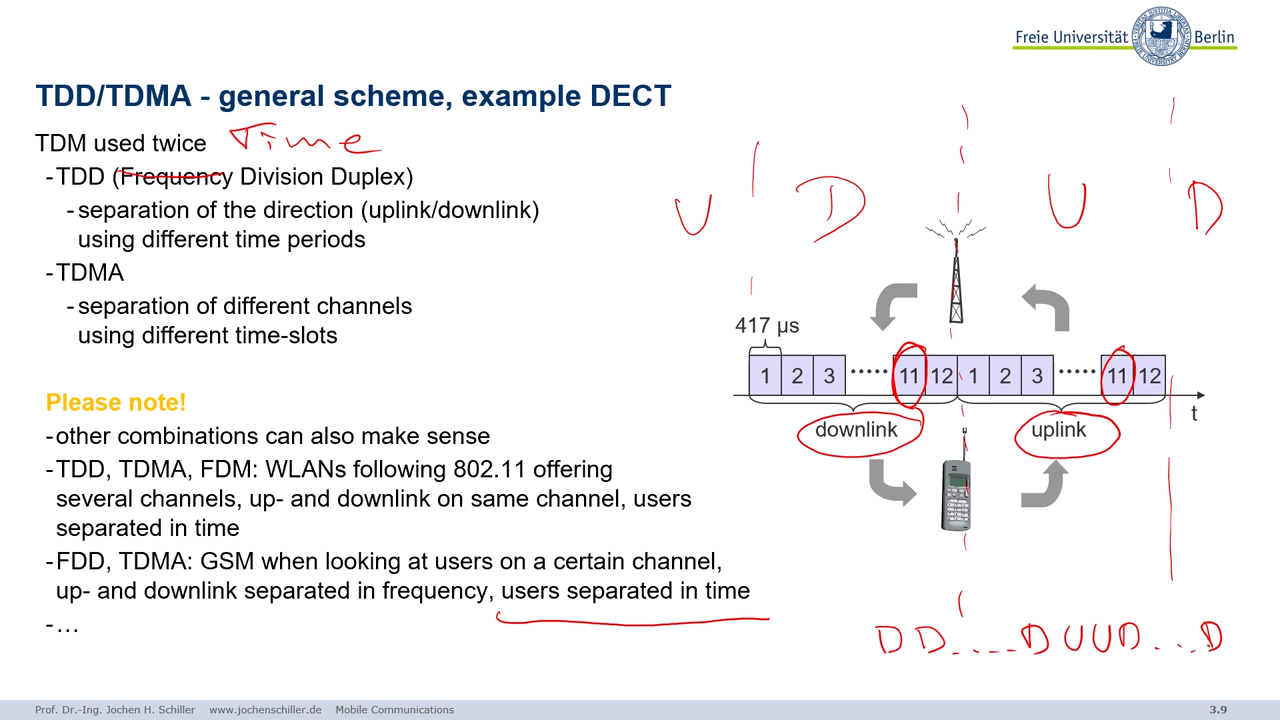 Freie Universität Berlin
TDD/TDMA - general scheme, example DECT
TDM used twice Time
-TDD (Frequency Division Duplex)
-separation of the direction (uplink/downlink)
using different time periods
-TDMA
-separation of different channels
using different time-slots
Please note!
-other combinations can also make sense
-TDD, TDMA, FDM: WLANs following 802.11 offering
several channels, up- and downlink on same channel, users
separated in time
-FDD, TDMA: GSM when looking at users on a certain channel,
up- and downlink separated in frequency, users separated in time
-…
U D U D
417 µs
1 2 3 ····· 11 12 1 2 3 ····· 11 12
t
downlink uplink
D D ..... D U U D ... D
Prof. Dr.-Ing. Jochen H. Schiller www.jochenschiller.de Mobile Communications 3.9